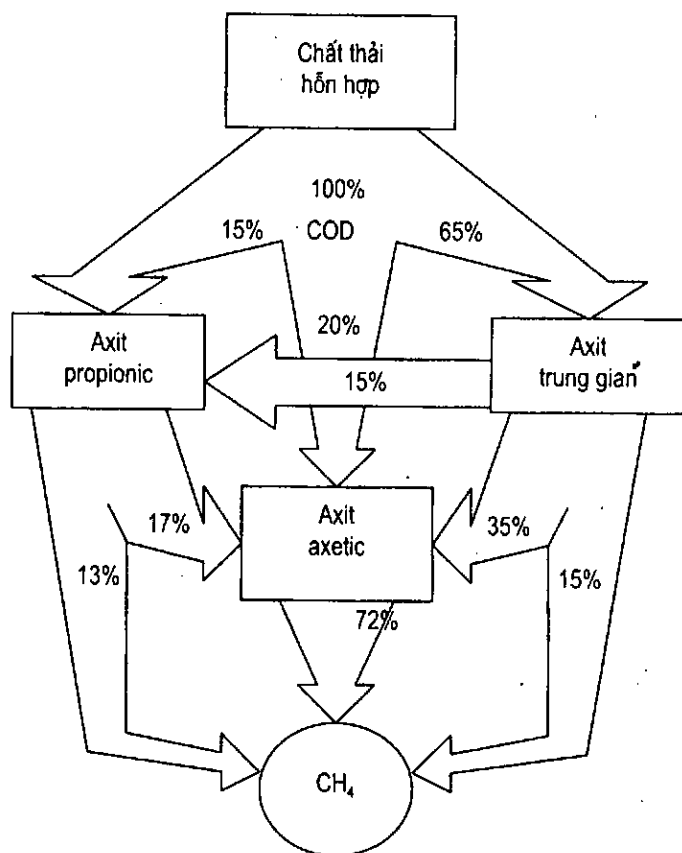 Chất thải
hỗn hợp
100%
15%
COD
65%
20%
Axit
propionic
15%
Axit
trung gian
17%
Axit
axetic
35%
13%
15%
72%
CH₄